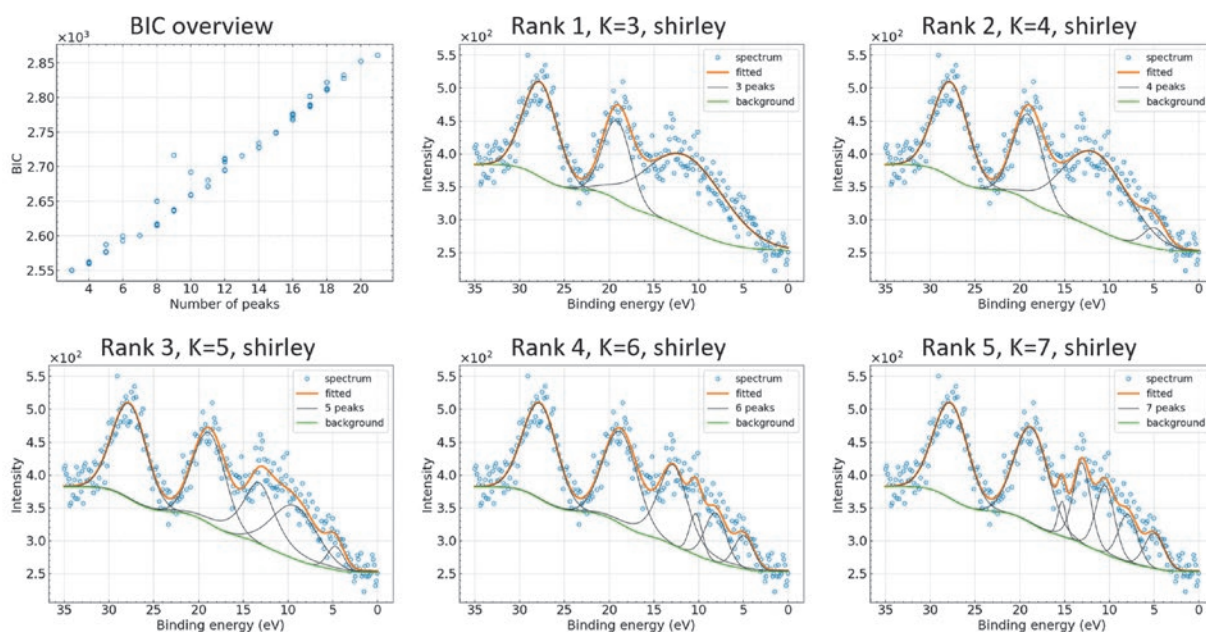 BIC overview
×10³
2.85
2.80
2.75
2.70
2.65
2.60
2.55
BIC
4 6 8 10 12 14 16 18 20
Number of peaks
Rank 1, K=3, shirley
×10²
5.5
5.0
4.5
4.0
3.5
3.0
2.5
Intensity
spectrum
fitted
3 peaks
background
35 30 25 20 15 10 5 0
Binding energy (eV)
Rank 2, K=4, shirley
×10²
5.5
5.0
4.5
4.0
3.5
3.0
2.5
Intensity
spectrum
fitted
4 peaks
background
35 30 25 20 15 10 5 0
Binding energy (eV)
Rank 3, K=5, shirley
×10²
5.5
5.0
4.5
4.0
3.5
3.0
2.5
Intensity
spectrum
fitted
5 peaks
background
35 30 25 20 15 10 5 0
Binding energy (eV)
Rank 4, K=6, shirley
×10²
5.5
5.0
4.5
4.0
3.5
3.0
2.5
Intensity
spectrum
fitted
6 peaks
background
35 30 25 20 15 10 5 0
Binding energy (eV)
Rank 5, K=7, shirley
×10²
5.5
5.0
4.5
4.0
3.5
3.0
2.5
Intensity
spectrum
fitted
7 peaks
background
35 30 25 20 15 10 5 0
Binding energy (eV)